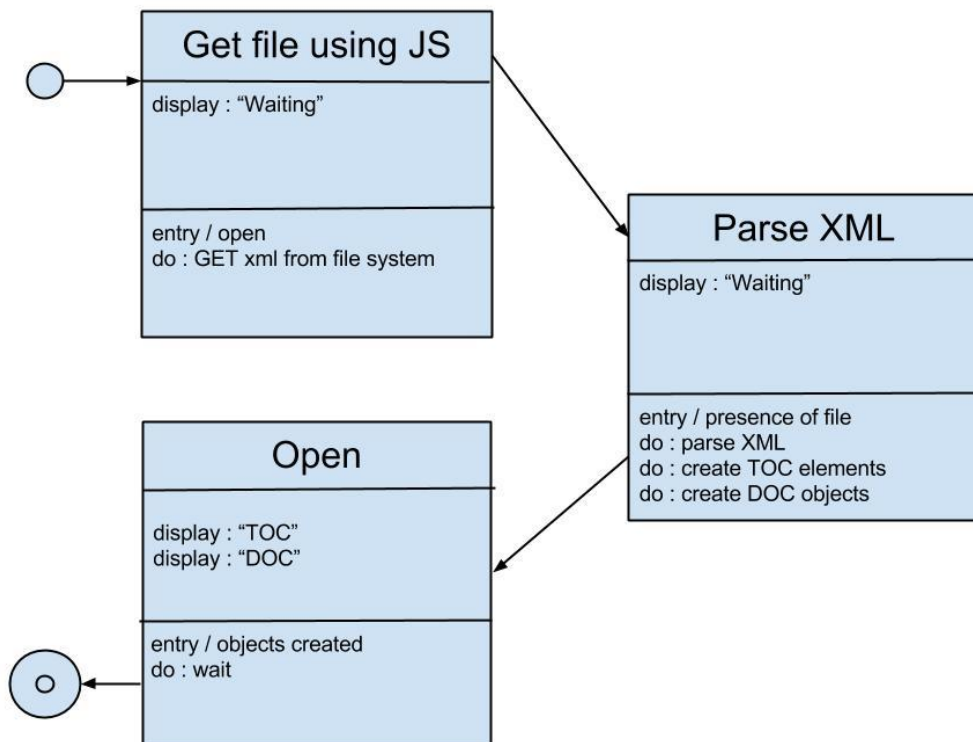 Get file using JS
display : “Waiting”
entry / open
do : GET xml from file system
Parse XML
display : “Waiting”
entry / presence of file
do : parse XML
do : create TOC elements
do : create DOC objects
Open
display : “TOC”
display : “DOC”
entry / objects created
do : wait